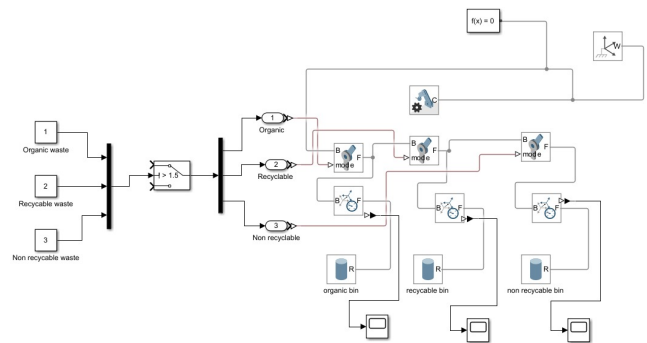 f(x) = 0
W
C
1
Organic waste
2
Recycable waste
3
Non recycable waste
t > 1.5
1
Organic
2
Recyclable
3
Non recyclable
B
F
mode
B
F
mode
B
F
mode
B
F
B
F
B
F
R
organic bin
R
recycable bin
R
non recycable bin